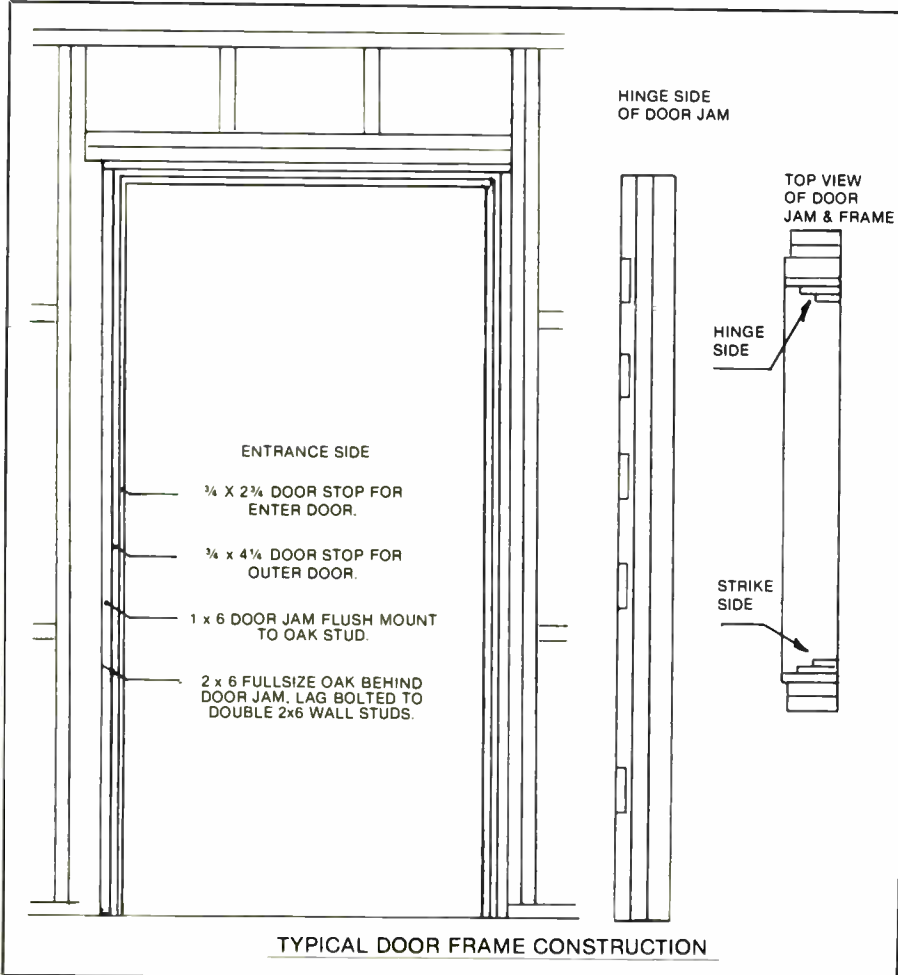 HINGE SIDE
OF DOOR JAM
TOP VIEW
OF DOOR
JAM & FRAME
HINGE
SIDE
ENTRANCE SIDE
¾ X 2¾ DOOR STOP FOR
ENTER DOOR.
¾ x 4¼ DOOR STOP FOR
OUTER DOOR.
1 x 6 DOOR JAM FLUSH MOUNT
TO OAK STUD.
2 x 6 FULLSIZE OAK BEHIND
DOOR JAM, LAG BOLTED TO
DOUBLE 2x6 WALL STUDS.
STRIKE
SIDE
TYPICAL DOOR FRAME CONSTRUCTION